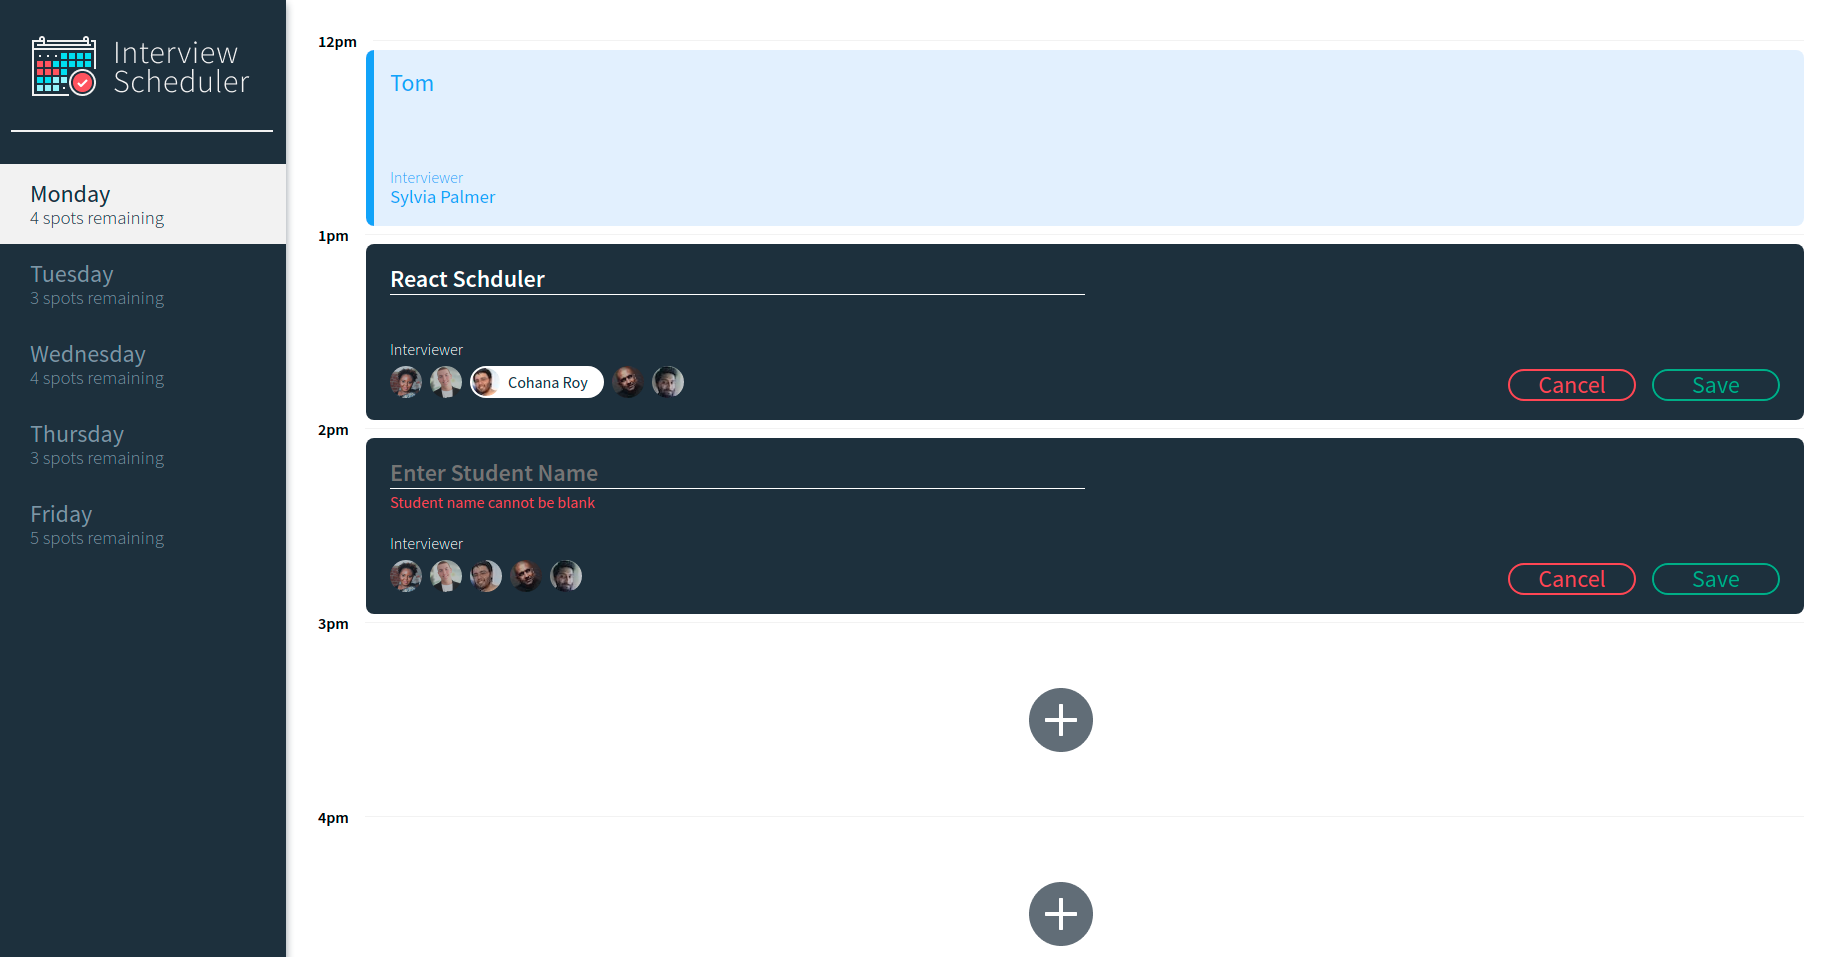 Interview
Scheduler
Monday
4 spots remaining
Tuesday
3 spots remaining
Wednesday
4 spots remaining
Thursday
3 spots remaining
Friday
5 spots remaining
12pm
Tom
Interviewer
Sylvia Palmer
1pm
React Schduler
Interviewer
Cohana Roy
Cancel Save
2pm
Enter Student Name
Student name cannot be blank
Interviewer
Cancel Save
3pm
4pm